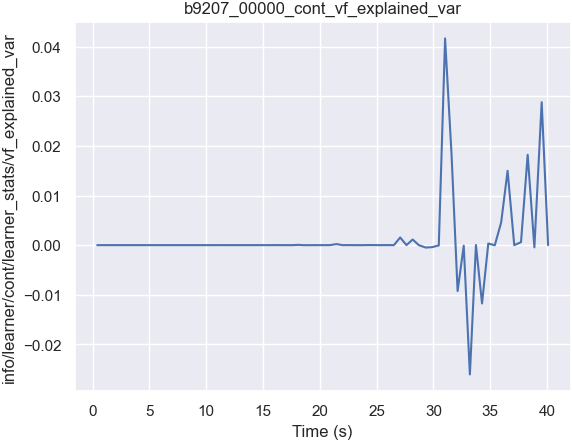 b9207_00000_cont_vf_explained_var
info/learner/cont/learner_stats/vf_explained_var
0.04
0.03
0.02
0.01
0.00
−0.01
−0.02
0 5 10 15 20 25 30 35 40
Time (s)